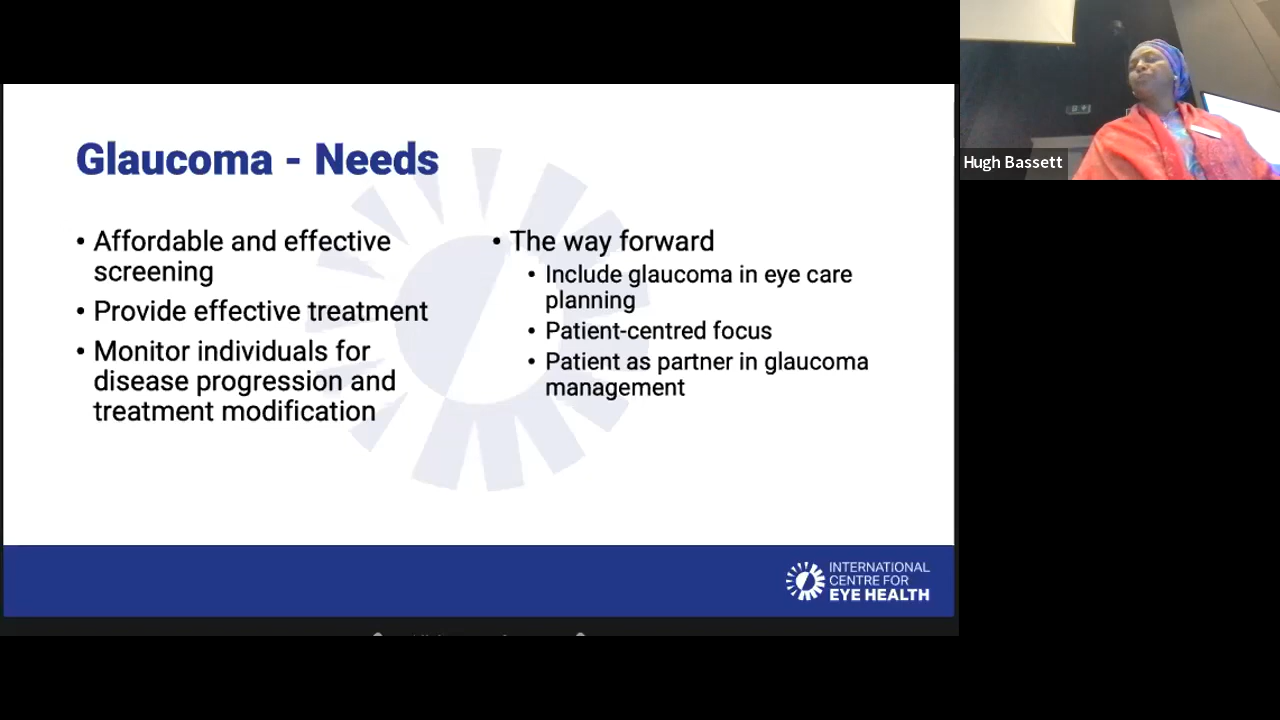 Glaucoma - Needs
• Affordable and effective
screening
• Provide effective treatment
• Monitor individuals for
disease progression and
treatment modification
• The way forward
• Include glaucoma in eye care
planning
• Patient-centred focus
• Patient as partner in glaucoma
management
INTERNATIONAL
CENTRE FOR
EYE HEALTH
Hugh Bassett